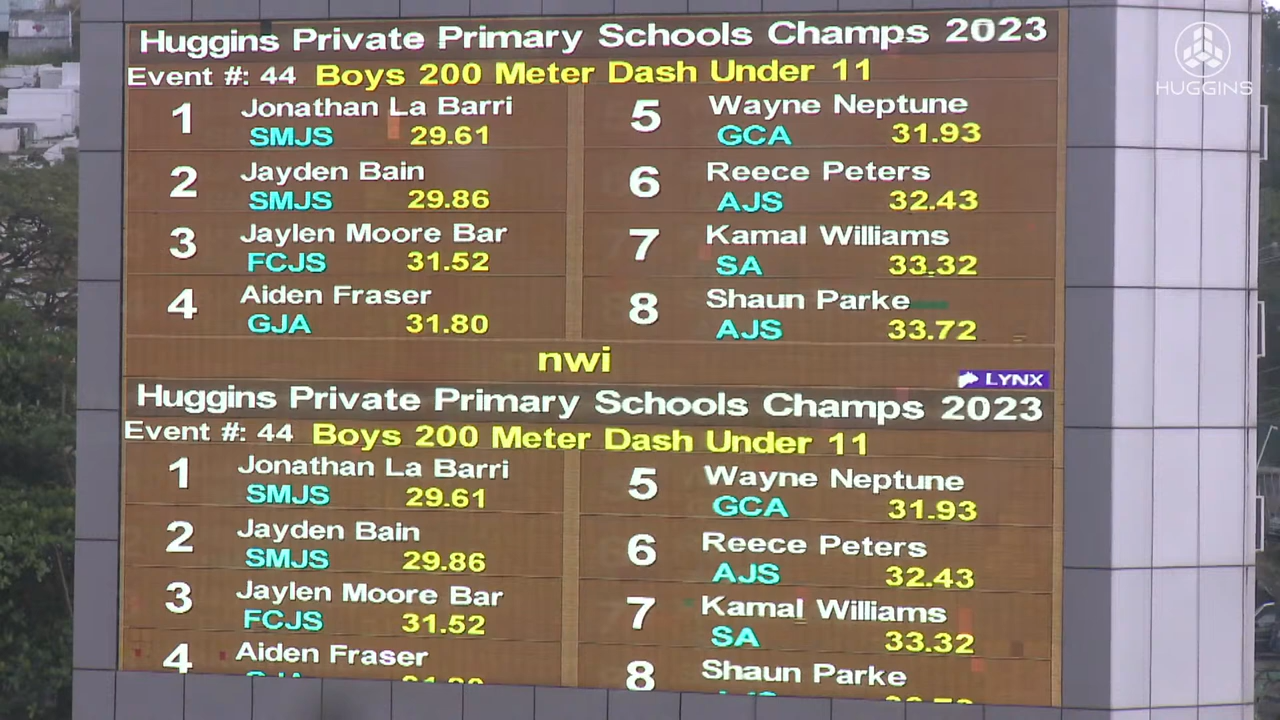 HUGGINS
Huggins Private Primary Schools Champs 2023
Event #: 44 Boys 200 Meter Dash Under 11
1 Jonathan La Barri
SMJS 29.61
2 Jayden Bain
SMJS 29.86
3 Jaylen Moore Bar
FCJS 31.52
4 Aiden Fraser
GJA 31.80
5 Wayne Neptune
GCA 31.93
6 Reece Peters
AJS 32.43
7 Kamal Williams
SA 33.32
8 Shaun Parke
AJS 33.72
nwi
LYNX
Huggins Private Primary Schools Champs 2023
Event #: 44 Boys 200 Meter Dash Under 11
1 Jonathan La Barri
SMJS 29.61
2 Jayden Bain
SMJS 29.86
3 Jaylen Moore Bar
FCJS 31.52
4 Aiden Fraser
5 Wayne Neptune
GCA 31.93
6 Reece Peters
AJS 32.43
7 Kamal Williams
SA 33.32
8 Shaun Parke